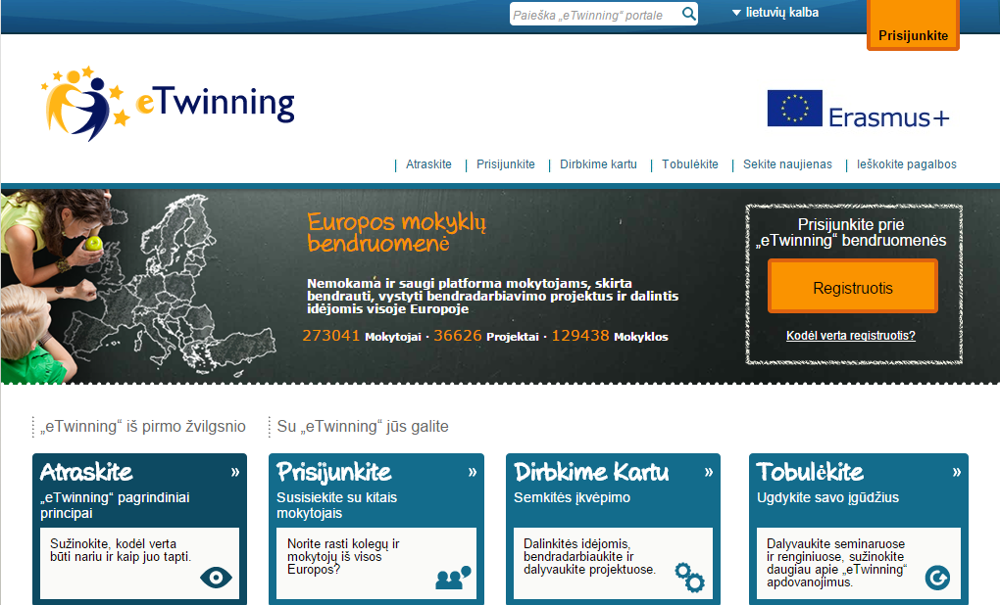 Paieška „eTwinning“ portale
lietuvių kalba
Prisijunkite
eTwinning
Erasmus+
Atraskite
Prisijunkite
Dirbkime kartu
Tobulėkite
Sekite naujienas
Ieškokite pagalbos
Europos mokyklų
bendruomenė
Nemokama ir saugi platforma mokytojams, skirta
bendrauti, vystyti bendradarbiavimo projektus ir dalintis
idėjomis visoje Europoje
273041 Mokytojai · 36626 Projektai · 129438 Mokyklos
Prisijunkite prie
„eTwinning“ bendruomenės
Registruotis
Kodėl verta registruotis?
„eTwinning“ iš pirmo žvilgsnio
Su „eTwinning“ jūs galite
Atraskite »
„eTwinning“ pagrindiniai
principai
Sužinokite, kodėl verta
būti nariu ir kaip juo tapti.
Prisijunkite »
Susisiekite su kitais
mokytojais
Norite rasti kolegų ir
mokytojų iš visos
Europos?
Dirbkime Kartu »
Semkitės įkvėpimo
Dalinkitės idėjomis,
bendradarbiaukite ir
dalyvaukite projektuose.
Tobulėkite »
Ugdykite savo įgūdžius
Dalyvaukite seminaruose
ir renginiuose, sužinokite
daugiau apie „eTwinning“
apdovanojimus.